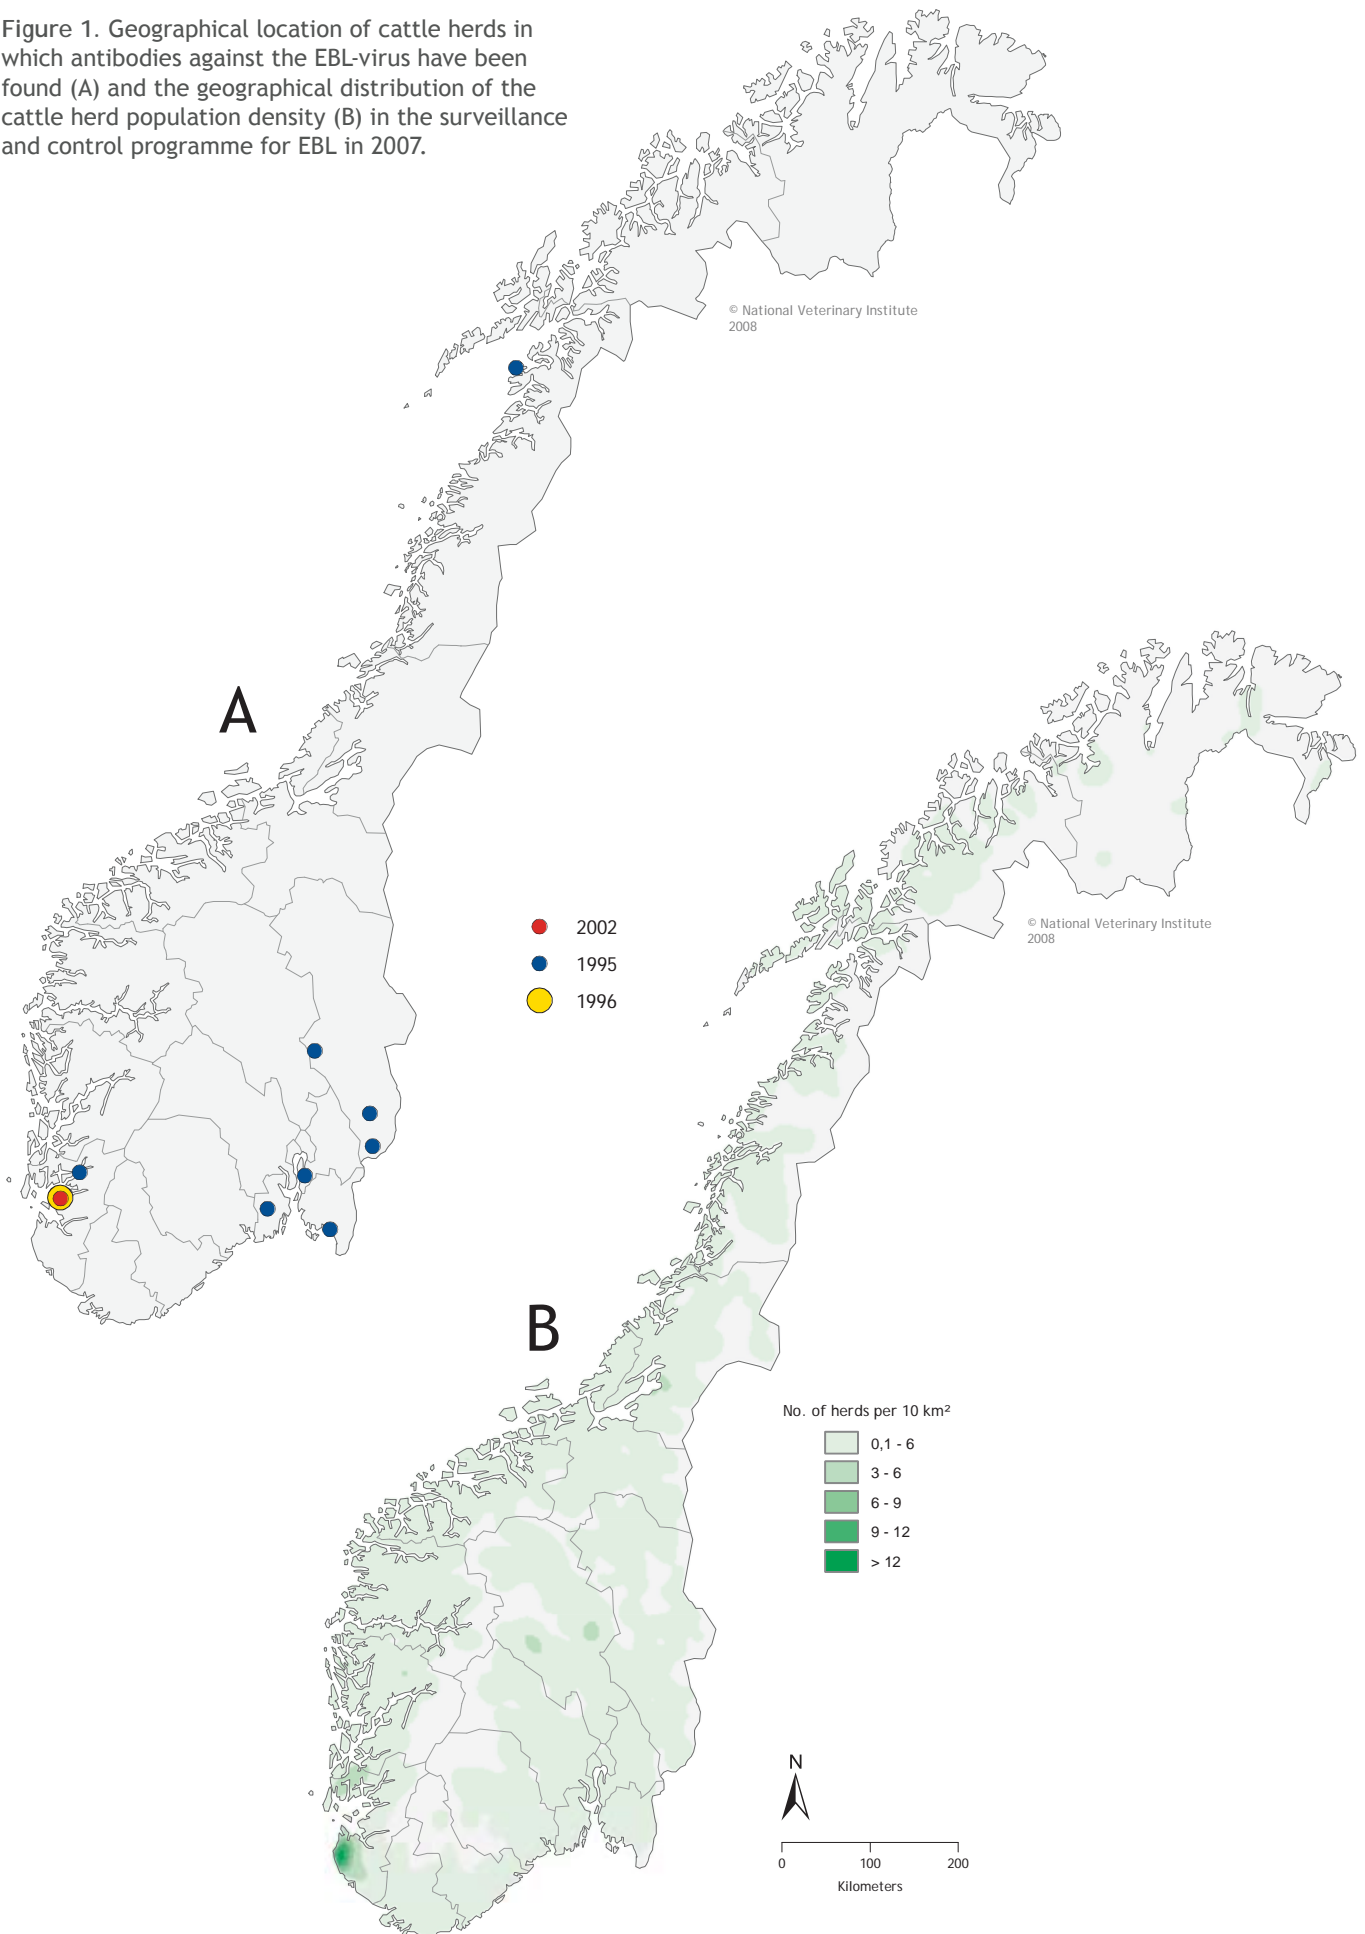 Figure 1. Geographical location of cattle herds in
which antibodies against the EBL-virus have been
found (A) and the geographical distribution of the
cattle herd population density (B) in the surveillance
and control programme for EBL in 2007.
© National Veterinary Institute
2008
A
2002
1995
1996
© National Veterinary Institute
2008
B
No. of herds per 10 km²
0,1 - 6
3 - 6
6 - 9
9 - 12
> 12
N
0 100 200
Kilometers